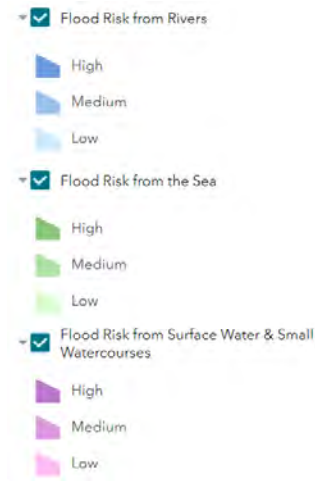 Flood Risk from Rivers
High
Medium
Low
Flood Risk from the Sea
High
Medium
Low
Flood Risk from Surface Water & Small
Watercourses
High
Medium
Low